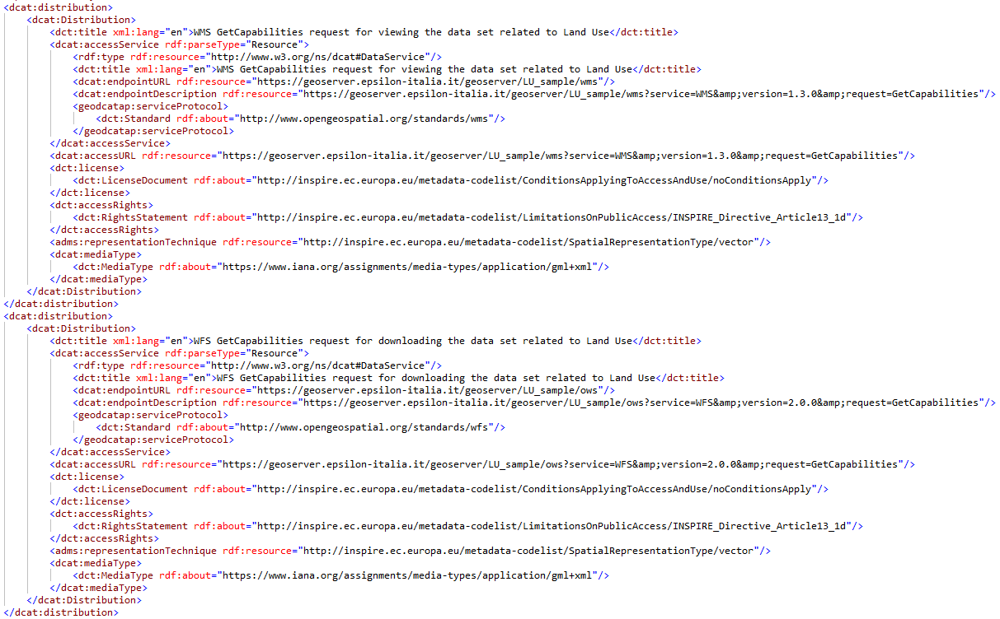 <dcat:distribution>
<dcat:Distribution>
<dct:title xml:lang="en">WMS GetCapabilities request for viewing the data set related to Land Use</dct:title>
<dcat:accessService rdf:parseType="Resource">
<rdf:type rdf:resource="http://www.w3.org/ns/dcat#DataService"/>
<dct:title xml:lang="en">WMS GetCapabilities request for viewing the data set related to Land Use</dct:title>
<dcat:endpointURL rdf:resource="https://geoserver.epsilon-italia.it/geoserver/LU_sample/wms"/>
<dcat:endpointDescription rdf:resource="https://geoserver.epsilon-italia.it/geoserver/LU_sample/wms?service=WMS&amp;version=1.3.0&amp;request=GetCapabilities"/>
<geodcatap:serviceProtocol>
<dct:Standard rdf:about="http://www.opengeospatial.org/standards/wms"/>
</geodcatap:serviceProtocol>
</dcat:accessService>
<dcat:accessURL rdf:resource="https://geoserver.epsilon-italia.it/geoserver/LU_sample/wms?service=WMS&amp;version=1.3.0&amp;request=GetCapabilities"/>
<dct:license>
<dct:LicenseDocument rdf:about="http://inspire.ec.europa.eu/metadata-codelist/ConditionsApplyingToAccessAndUse/noConditionsApply"/>
</dct:license>
<dct:accessRights>
<dct:RightsStatement rdf:about="http://inspire.ec.europa.eu/metadata-codelist/LimitationsOnPublicAccess/INSPIRE_Directive_Article13_1d"/>
</dct:accessRights>
<adms:representationTechnique rdf:resource="http://inspire.ec.europa.eu/metadata-codelist/SpatialRepresentationType/vector"/>
<dcat:mediaType>
<dct:MediaType rdf:about="https://www.iana.org/assignments/media-types/application/gml+xml"/>
</dcat:mediaType>
</dcat:Distribution>
</dcat:distribution>
<dcat:distribution>
<dcat:Distribution>
<dct:title xml:lang="en">WFS GetCapabilities request for downloading the data set related to Land Use</dct:title>
<dcat:accessService rdf:parseType="Resource">
<rdf:type rdf:resource="http://www.w3.org/ns/dcat#DataService"/>
<dct:title xml:lang="en">WFS GetCapabilities request for downloading the data set related to Land Use</dct:title>
<dcat:endpointURL rdf:resource="https://geoserver.epsilon-italia.it/geoserver/LU_sample/ows"/>
<dcat:endpointDescription rdf:resource="https://geoserver.epsilon-italia.it/geoserver/LU_sample/ows?service=WFS&amp;version=2.0.0&amp;request=GetCapabilities"/>
<geodcatap:serviceProtocol>
<dct:Standard rdf:about="http://www.opengeospatial.org/standards/wfs"/>
</geodcatap:serviceProtocol>
</dcat:accessService>
<dcat:accessURL rdf:resource="https://geoserver.epsilon-italia.it/geoserver/LU_sample/ows?service=WFS&amp;version=2.0.0&amp;request=GetCapabilities"/>
<dct:license>
<dct:LicenseDocument rdf:about="http://inspire.ec.europa.eu/metadata-codelist/ConditionsApplyingToAccessAndUse/noConditionsApply"/>
</dct:license>
<dct:accessRights>
<dct:RightsStatement rdf:about="http://inspire.ec.europa.eu/metadata-codelist/LimitationsOnPublicAccess/INSPIRE_Directive_Article13_1d"/>
</dct:accessRights>
<adms:representationTechnique rdf:resource="http://inspire.ec.europa.eu/metadata-codelist/SpatialRepresentationType/vector"/>
<dcat:mediaType>
<dct:MediaType rdf:about="https://www.iana.org/assignments/media-types/application/gml+xml"/>
</dcat:mediaType>
</dcat:Distribution>
</dcat:distribution>